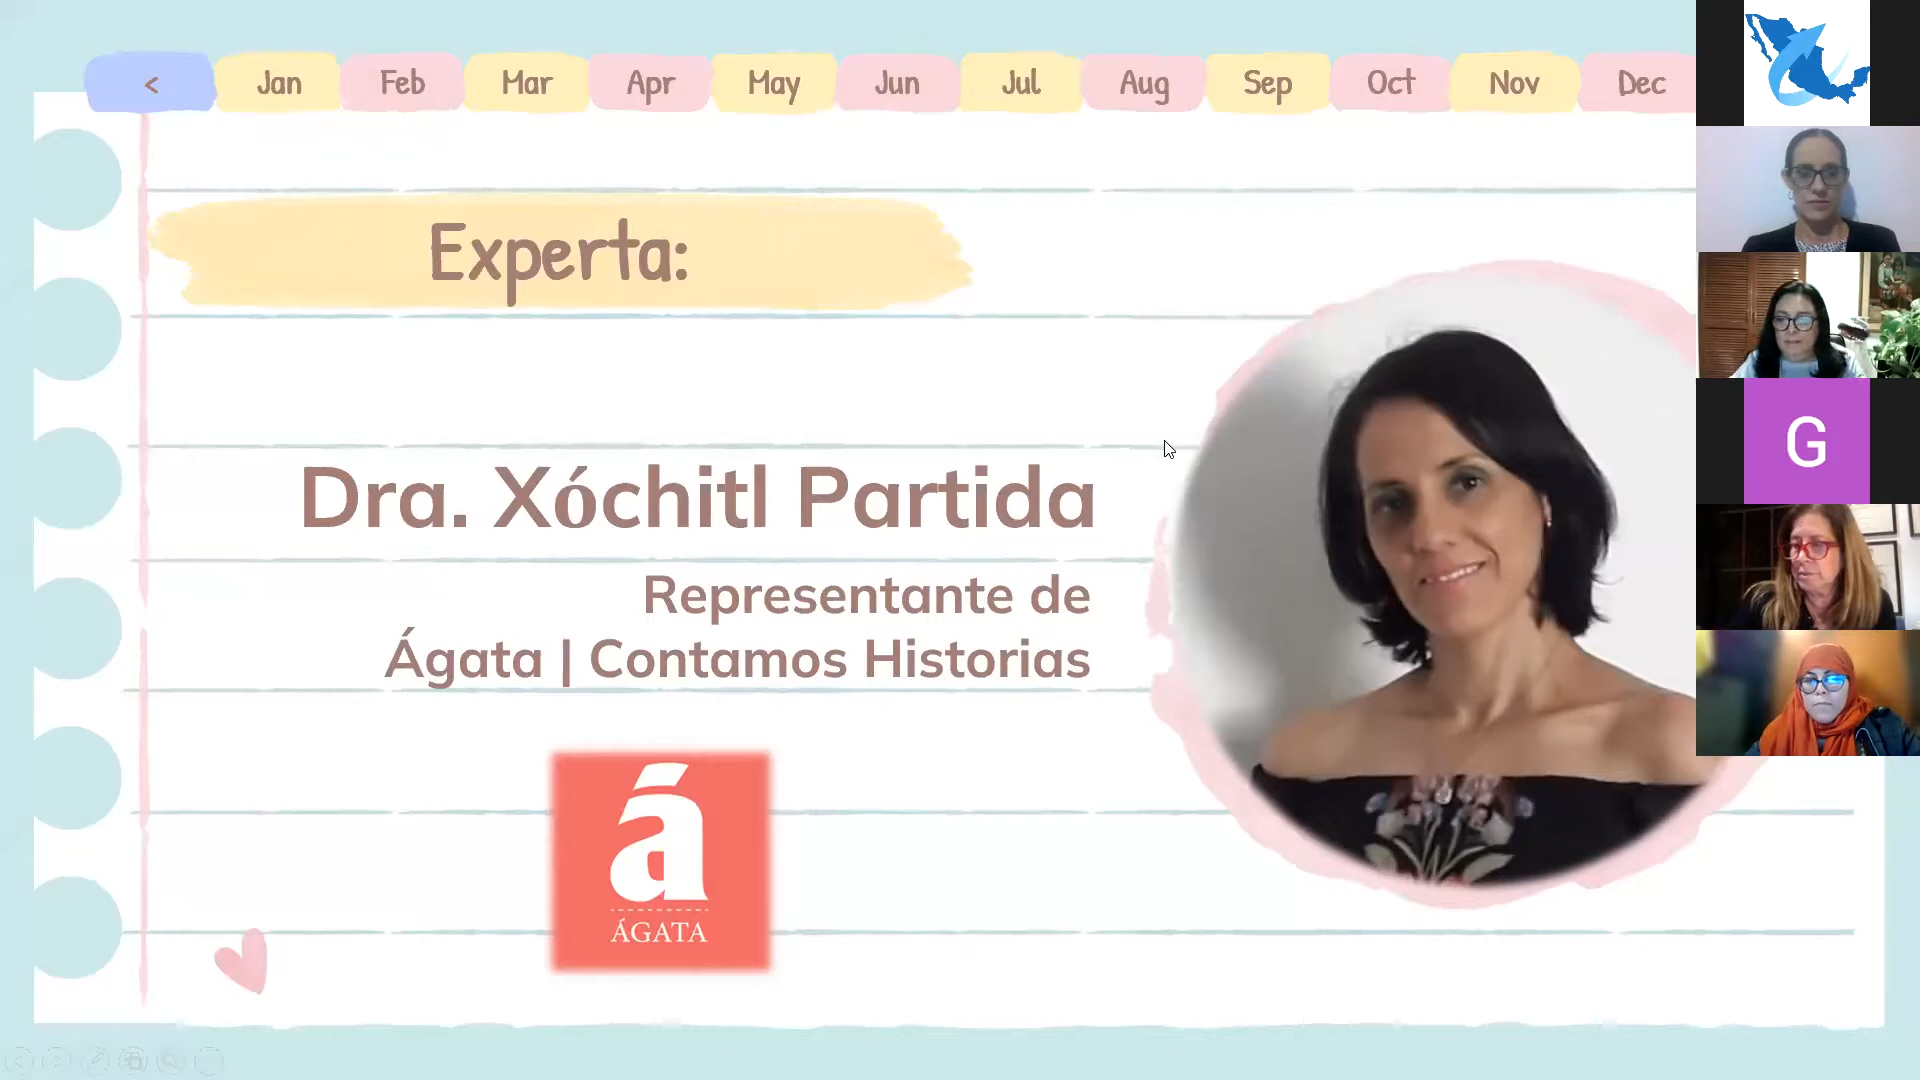 < Jan Feb Mar Apr May Jun Jul Aug Sep Oct Nov Dec
Experta:
Dra. Xóchitl Partida
Representante de
Ágata | Contamos Historias
á
ÁGATA
G